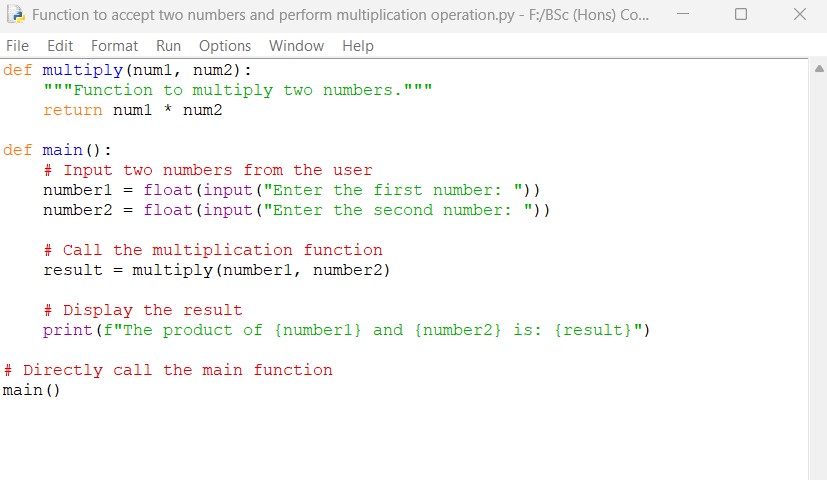 Function to accept two numbers and perform multiplication operation.py - F:/BSc (Hons) Co...
File Edit Format Run Options Window Help
def multiply(num1, num2):
    """Function to multiply two numbers."""
    return num1 * num2

def main():
    # Input two numbers from the user
    number1 = float(input("Enter the first number: "))
    number2 = float(input("Enter the second number: "))

    # Call the multiplication function
    result = multiply(number1, number2)

    # Display the result
    print(f"The product of {number1} and {number2} is: {result}")

# Directly call the main function
main()